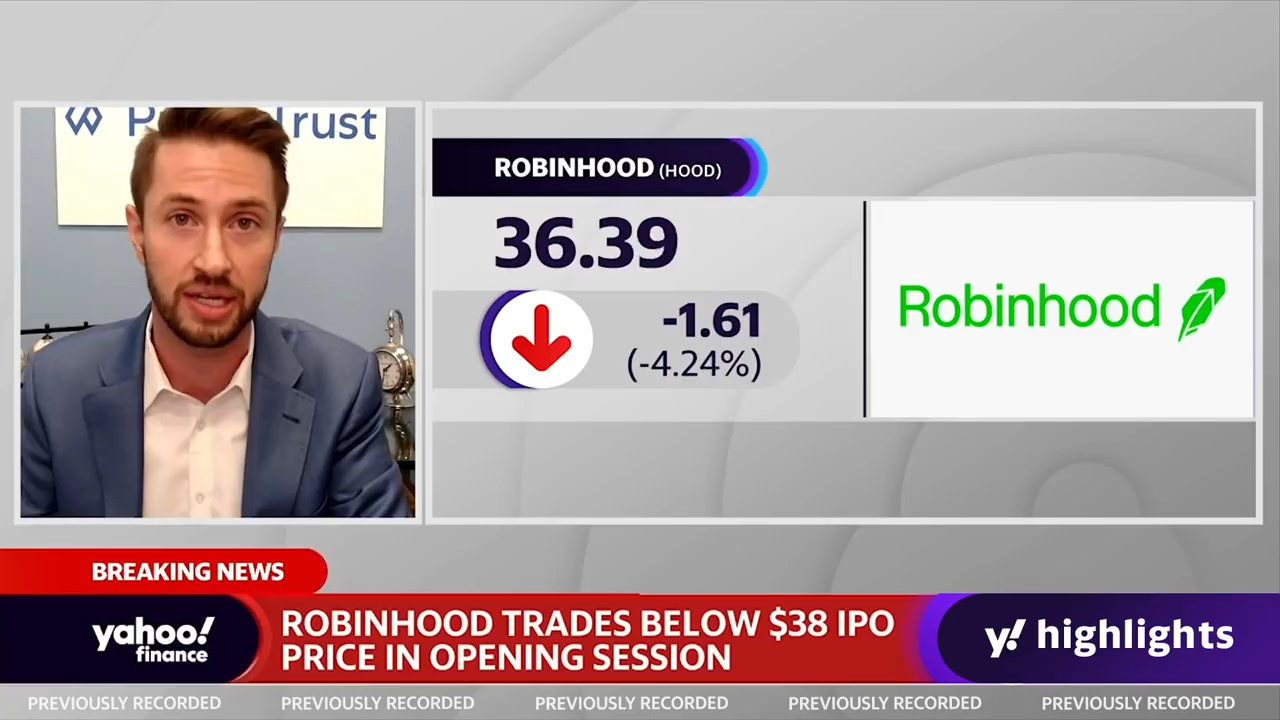 Trust
ROBINHOOD (HOOD)
36.39
-1.61
(-4.24%)
Robinhood
BREAKING NEWS
yahoo!
finance
ROBINHOOD TRADES BELOW $38 IPO
PRICE IN OPENING SESSION
y! highlights
PREVIOUSLY RECORDED PREVIOUSLY RECORDED PREVIOUSLY RECORDED PREVIOUSLY RECORDED PREVIOUSLY RECORDED